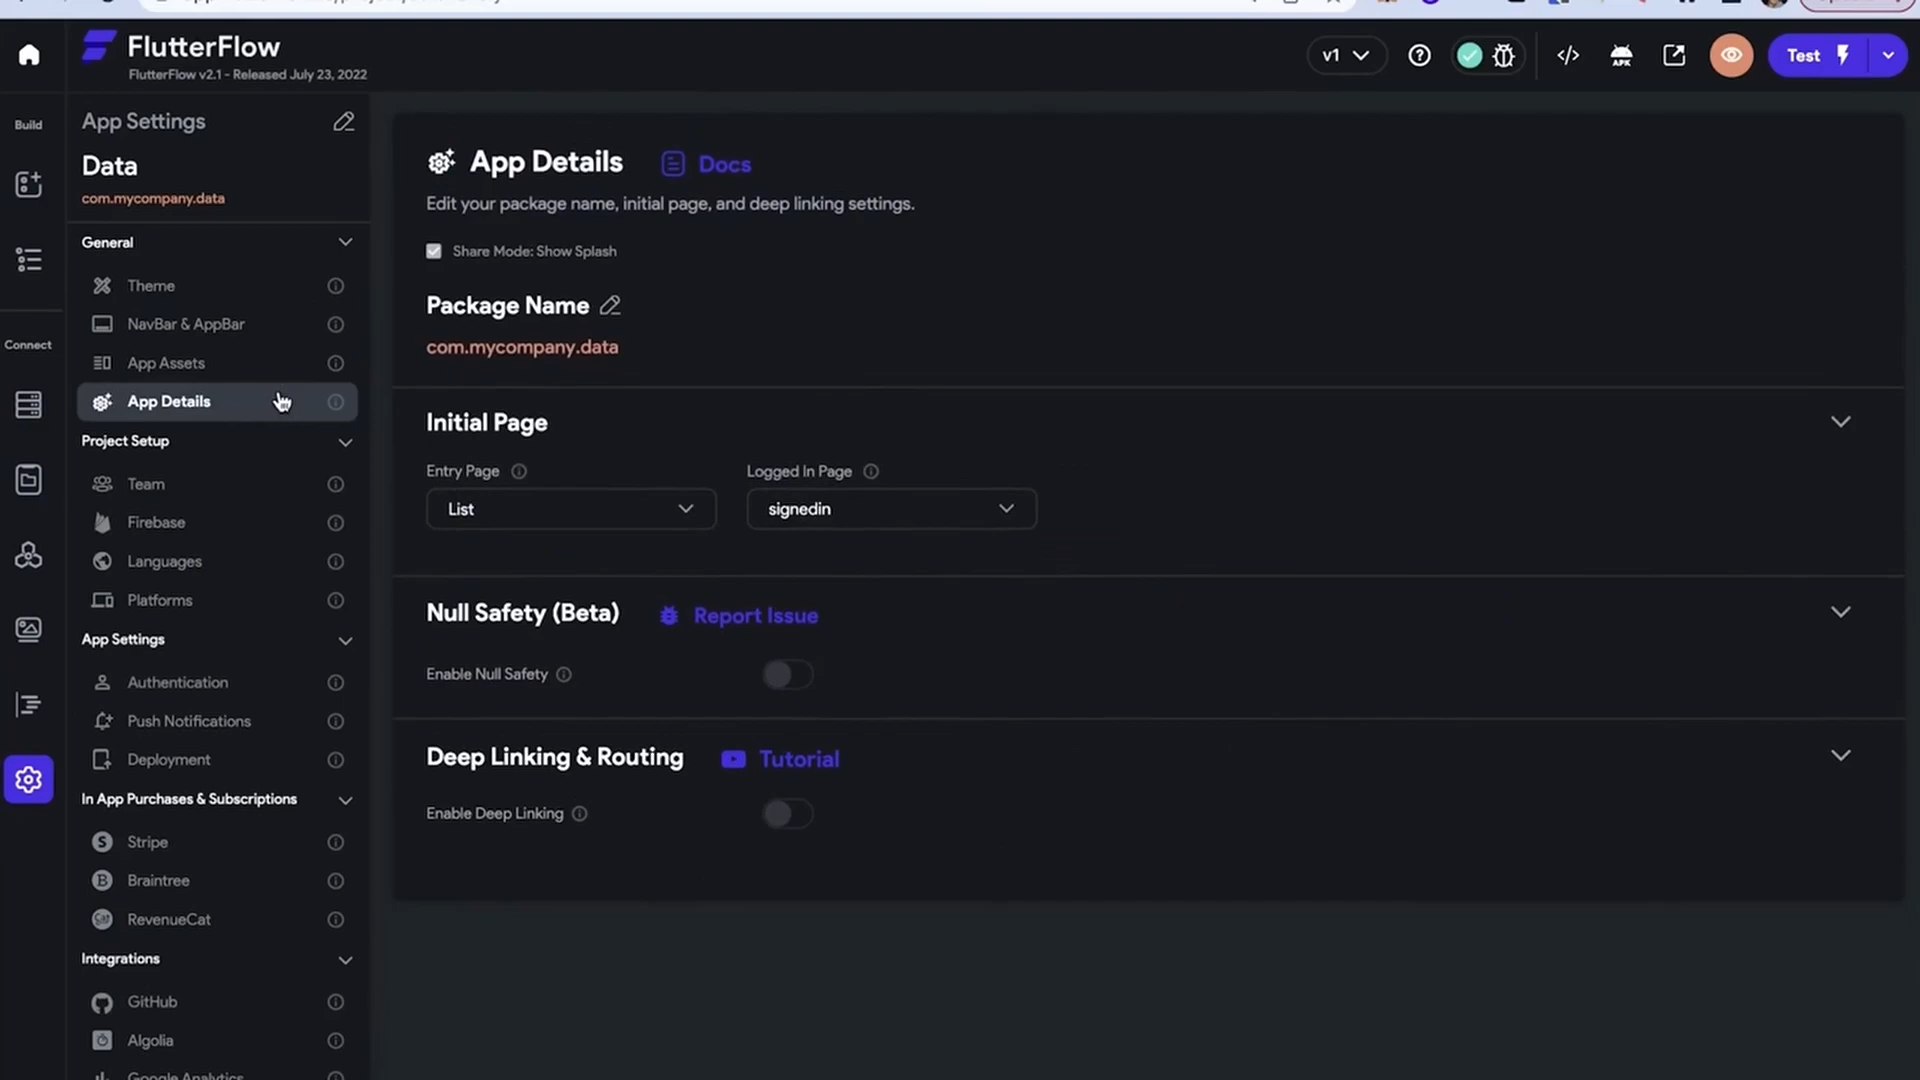 FlutterFlow
FlutterFlow v2.1 - Released July 23, 2022
v1
APK
Test
Build
Connect
App Settings
Data
com.mycompany.data
General
Theme
NavBar & AppBar
App Assets
App Details
Project Setup
Team
Firebase
Languages
Platforms
App Settings
Authentication
Push Notifications
Deployment
In App Purchases & Subscriptions
Stripe
Braintree
RevenueCat
Integrations
GitHub
Algolia
Google Analytics
App Details
Docs
Edit your package name, initial page, and deep linking settings.
Share Mode: Show Splash
Package Name
com.mycompany.data
Initial Page
Entry Page
Logged In Page
List
signedin
Null Safety (Beta)
Report Issue
Enable Null Safety
Deep Linking & Routing
Tutorial
Enable Deep Linking